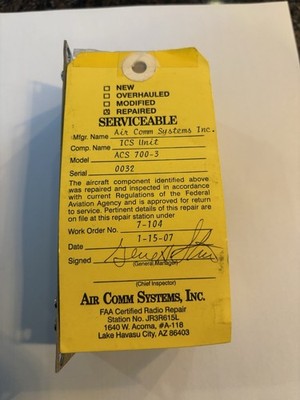 NEW
OVERHAULED
MODIFIED
REPAIRED
SERVICEABLE
Mfgr. Name Air Comm Systems Inc.
Comp. Name ICS Unit
Model ACS 700-3
Serial 0032
The aircraft component identified above
was repaired and inspected in accordance
with current Regulations of the Federal
Aviation Agency and is approved for return
to service. Pertinent details of this repair are
on file at this repair station under
Work Order No. 7-104
Date 1-15-07
Signed
(General Manager)
(Chief Inspector)
AIR COMM SYSTEMS, INC.
FAA Certified Radio Repair
Station No. JR3R615L
1640 W. Acoma, #A-118
Lake Havasu City, AZ 86403